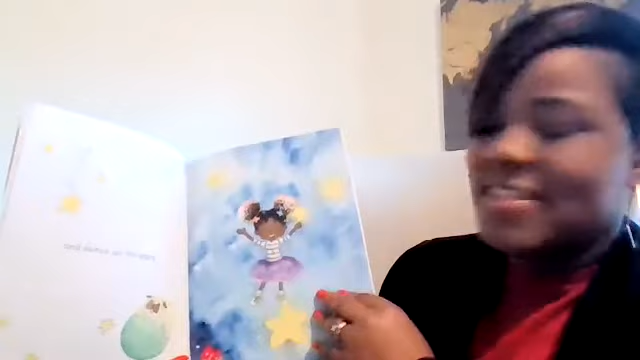 and dance on the stars